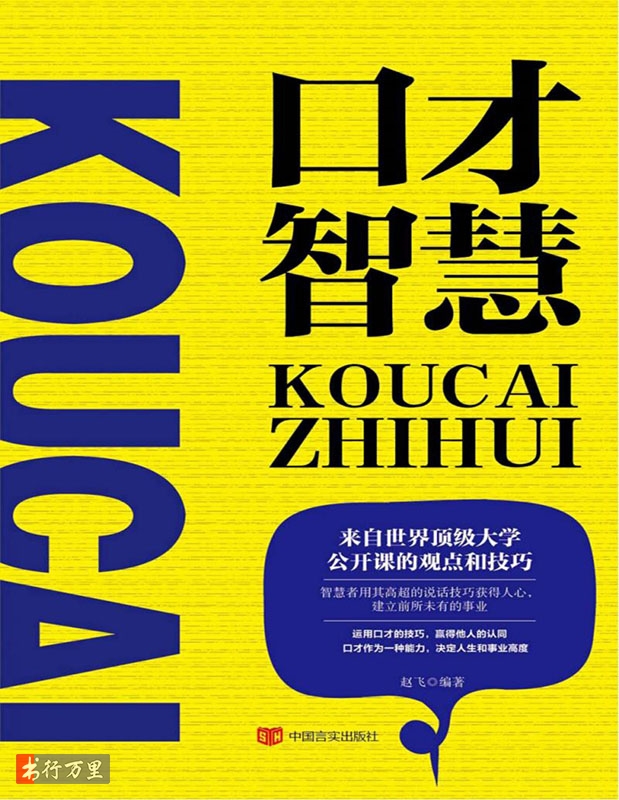 KOUCAI
口才
智慧
KOUCAI
ZHIHUI
来自世界顶级大学
公开课的观点和技巧
智慧者用其高超的说话技巧获得人心,
建立前所未有的事业
运用口才的技巧，赢得他人的认同
口才作为一种能力，决定人生和事业高度
赵飞◎编著
中国言实出版社
书行万里